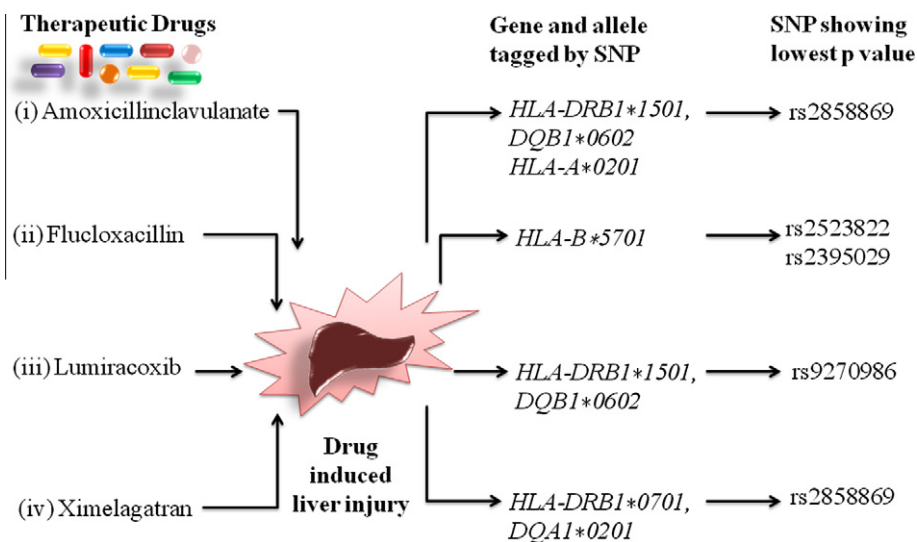 Therapeutic Drugs
Gene and allele
tagged by SNP
SNP showing
lowest p value
(i) Amoxicillinclavulanate
HLA-DRB1*1501,
DQB1*0602
HLA-A*0201
rs2858869
(ii) Flucloxacillin
HLA-B*5701
rs2523822
rs2395029
(iii) Lumiracoxib
HLA-DRB1*1501,
DQB1*0602
rs9270986
Drug
induced
liver injury
(iv) Ximelagatran
HLA-DRB1*0701,
DQA1*0201
rs2858869